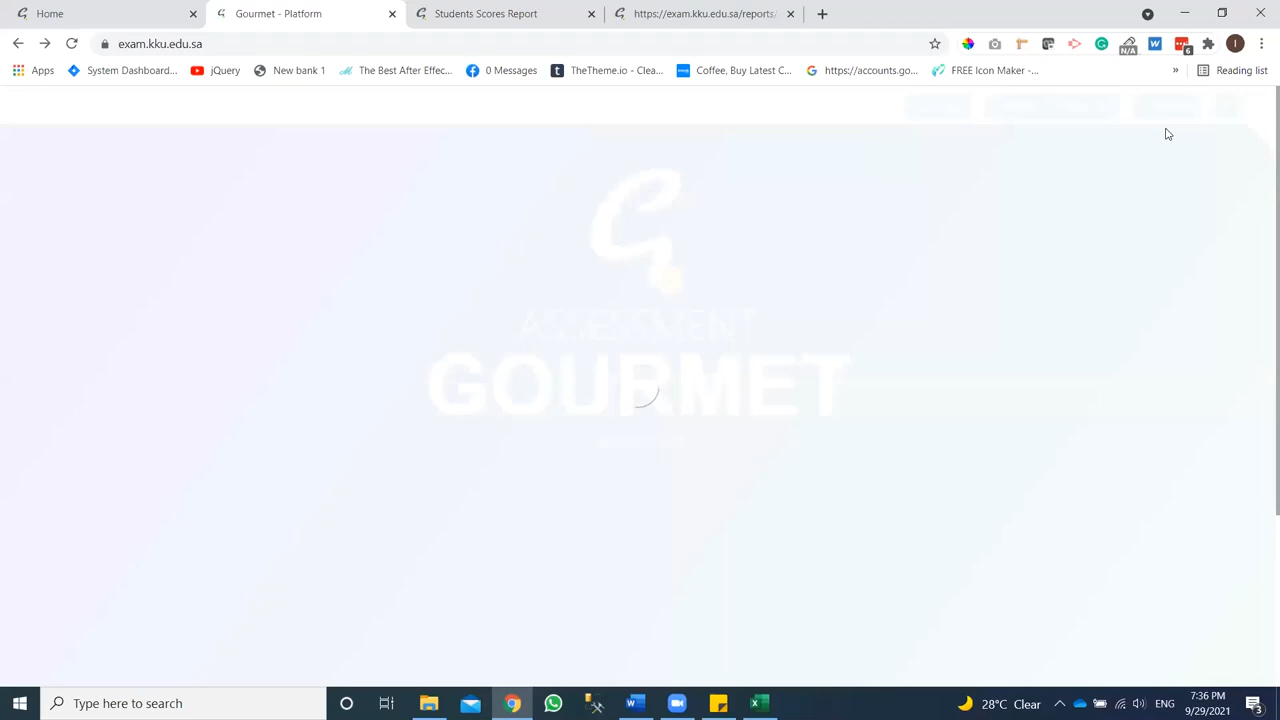 Home
Gourmet - Platform
Students Scores Report
https://exam.kku.edu.sa/reports/
exam.kku.edu.sa
N/A
6
I
Apps
System Dashboard...
jQuery
New bank 1
The Best After Effec...
0 Messages
TheTheme.io - Clea...
Coffee, Buy Latest C...
https://accounts.go...
FREE Icon Maker -...
»
Reading list
ASSESSMENT
GOURMET
Type here to search
28°C Clear
ENG
7:36 PM
9/29/2021
3